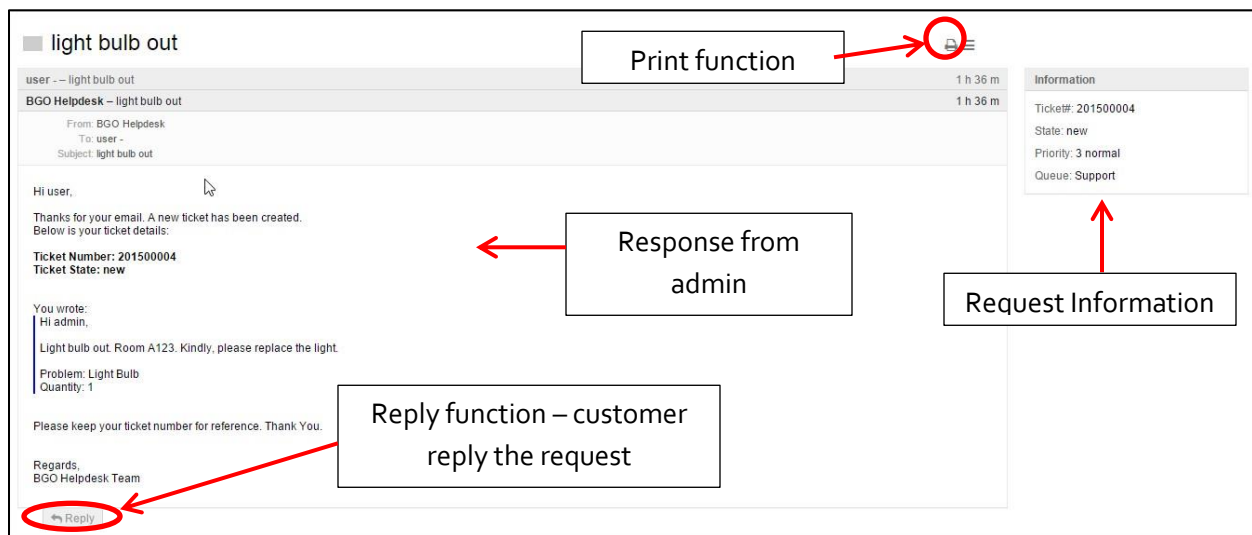 light bulb out
Print function
user - – light bulb out 1 h 36 m
BGO Helpdesk – light bulb out 1 h 36 m
From: BGO Helpdesk
To: user -
Subject: light bulb out
Information
Ticket#: 201500004
State: new
Priority: 3 normal
Queue: Support
Request Information
Hi user,
Thanks for your email. A new ticket has been created.
Below is your ticket details:
Ticket Number: 201500004
Ticket State: new
Response from
admin
You wrote:
Hi admin,
Light bulb out. Room A123. Kindly, please replace the light.
Problem: Light Bulb
Quantity: 1
Reply function – customer
reply the request
Please keep your ticket number for reference. Thank You.
Regards,
BGO Helpdesk Team
Reply